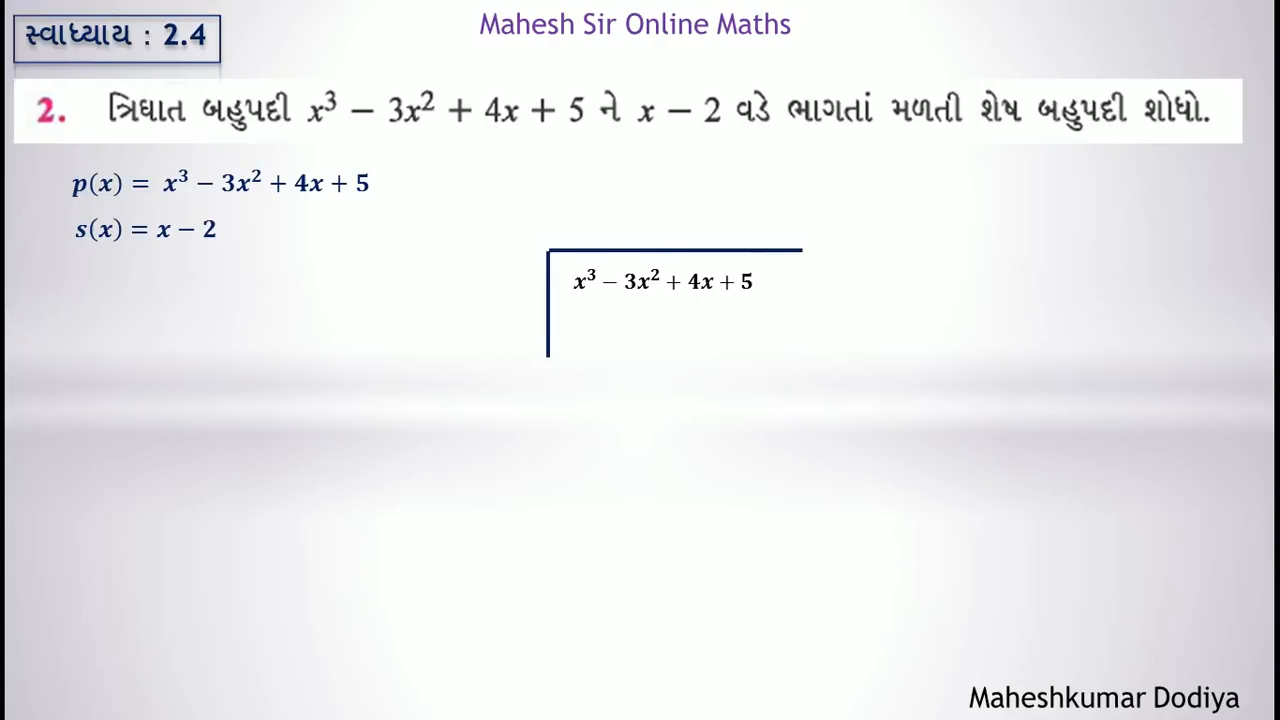 Mahesh Sir Online Maths
સ્વાધ્યાય : 2.4
2. ત્રિઘાત બહુપદી x³ − 3x² + 4x + 5 ને x − 2 વડે ભાગતાં મળતી શેષ બહુપદી શોધો.
p(x) = x³ − 3x² + 4x + 5
s(x) = x − 2
x³ − 3x² + 4x + 5
Maheshkumar Dodiya